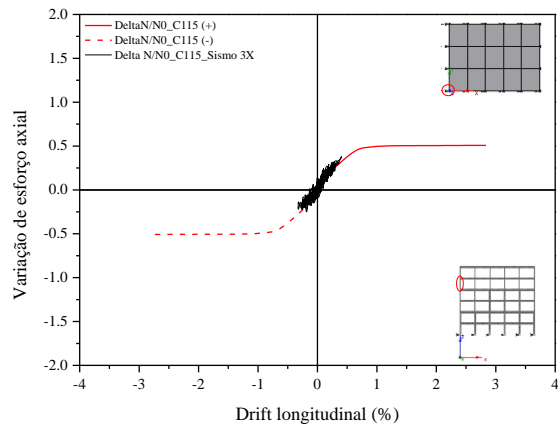 DeltaN/N0_C115 (+)
DeltaN/N0_C115 (-)
Delta N/N0_C115_Sismo 3X
Variação de esforço axial
2.0
1.5
1.0
0.5
0.0
-0.5
-1.0
-1.5
-2.0
-4 -3 -2 -1 0 1 2 3 4
Drift longitudinal (%)